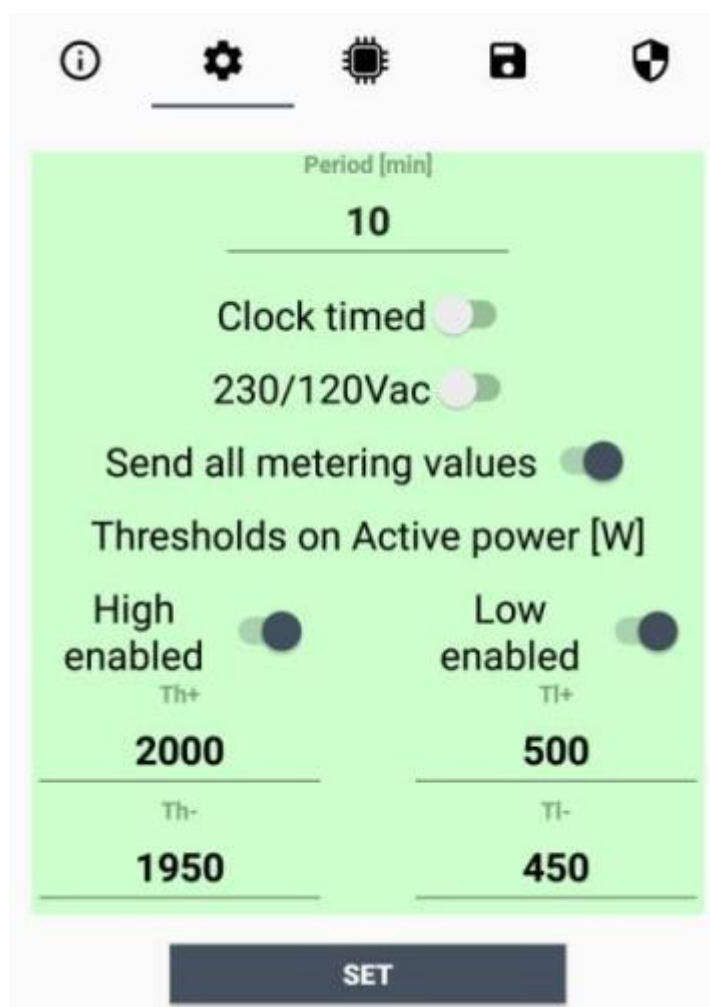 Period [min]
10
Clock timed
230/120Vac
Send all metering values
Thresholds on Active power [W]
High
enabled
Low
enabled
Th+
Tl+
2000
500
Th-
Tl-
1950
450
SET